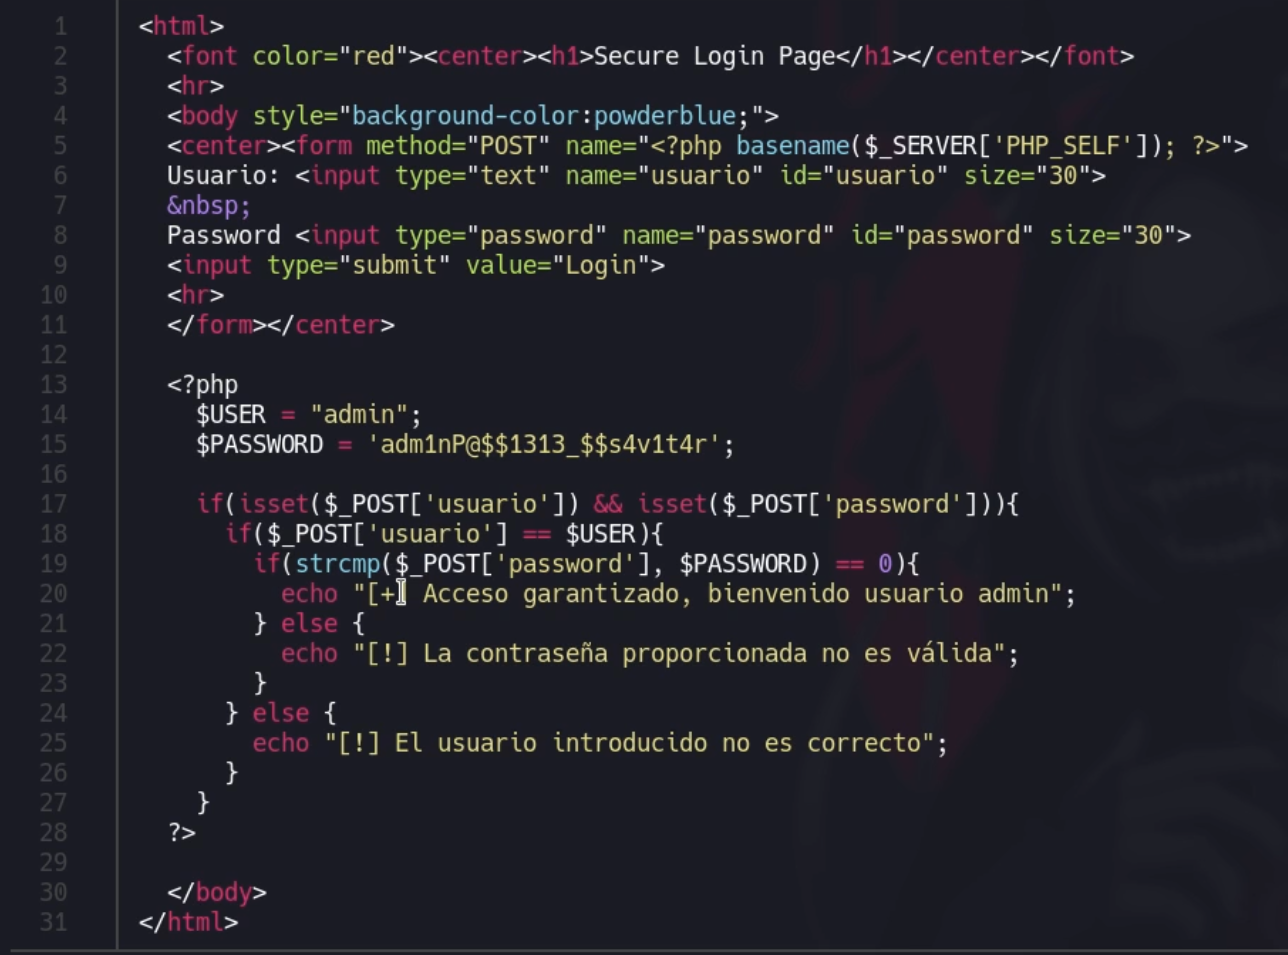 1 <html>
2 <font color="red"><center><h1>Secure Login Page</h1></center></font>
3 <hr>
4 <body style="background-color:powderblue;">
5 <center><form method="POST" name="<?php basename($_SERVER['PHP_SELF']); ?>">
6 Usuario: <input type="text" name="usuario" id="usuario" size="30">
7 &nbsp;
8 Password <input type="password" name="password" id="password" size="30">
9 <input type="submit" value="Login">
10 <hr>
11 </form></center>
12
13 <?php
14 $USER = "admin";
15 $PASSWORD = 'adm1nP@$$1313_$$s4v1t4r';
16
17 if(isset($_POST['usuario']) && isset($_POST['password'])){
18 if($_POST['usuario'] == $USER){
19 if(strcmp($_POST['password'], $PASSWORD) == 0){
20 echo "[+] Acceso garantizado, bienvenido usuario admin";
21 } else {
22 echo "[!] La contraseña proporcionada no es válida";
23 }
24 } else {
25 echo "[!] El usuario introducido no es correcto";
26 }
27 }
28 ?>
29
30 </body>
31 </html>